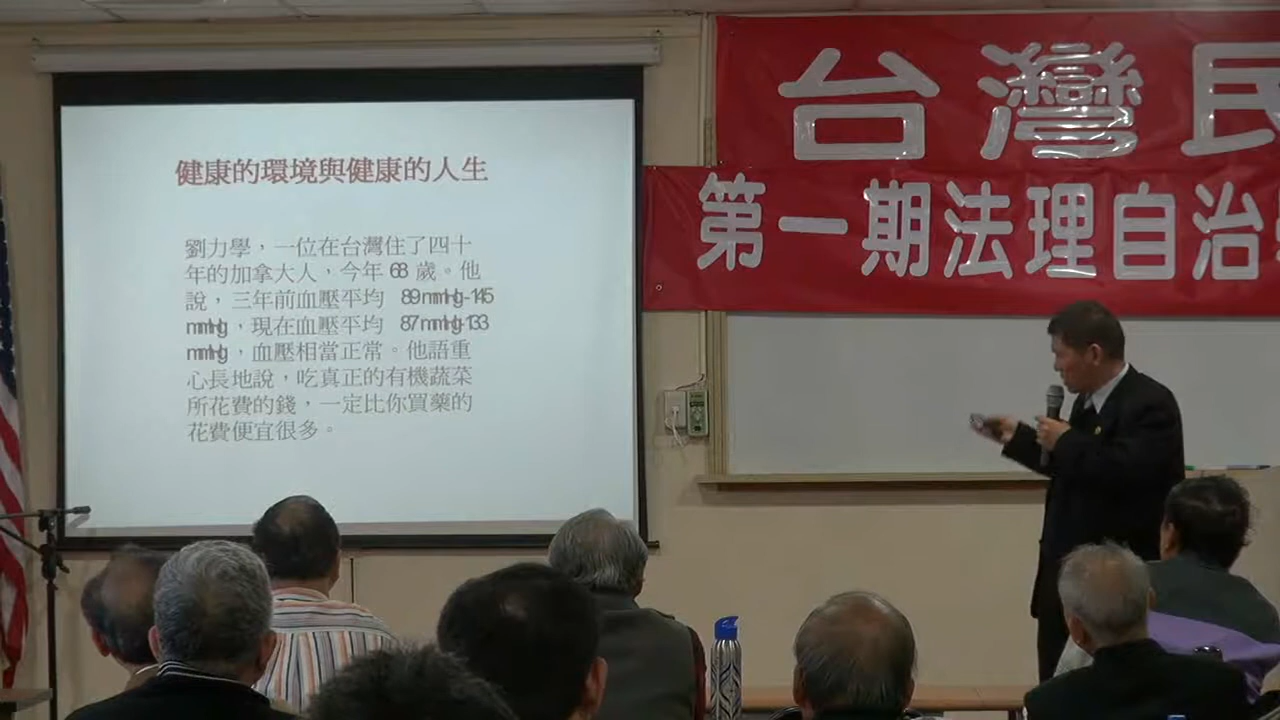 健康的環境與健康的人生
劉力學，一位在台灣住了四十
年的加拿大人，今年 68 歲。他
說，三年前血壓平均 89 mmHg-145
mmHg，現在血壓平均 87 mmHg-133
mmHg，血壓相當正常。他語重
心長地說，吃真正的有機蔬菜
所花費的錢，一定比你買藥的
花費便宜很多。
台灣民
第一期法理自治